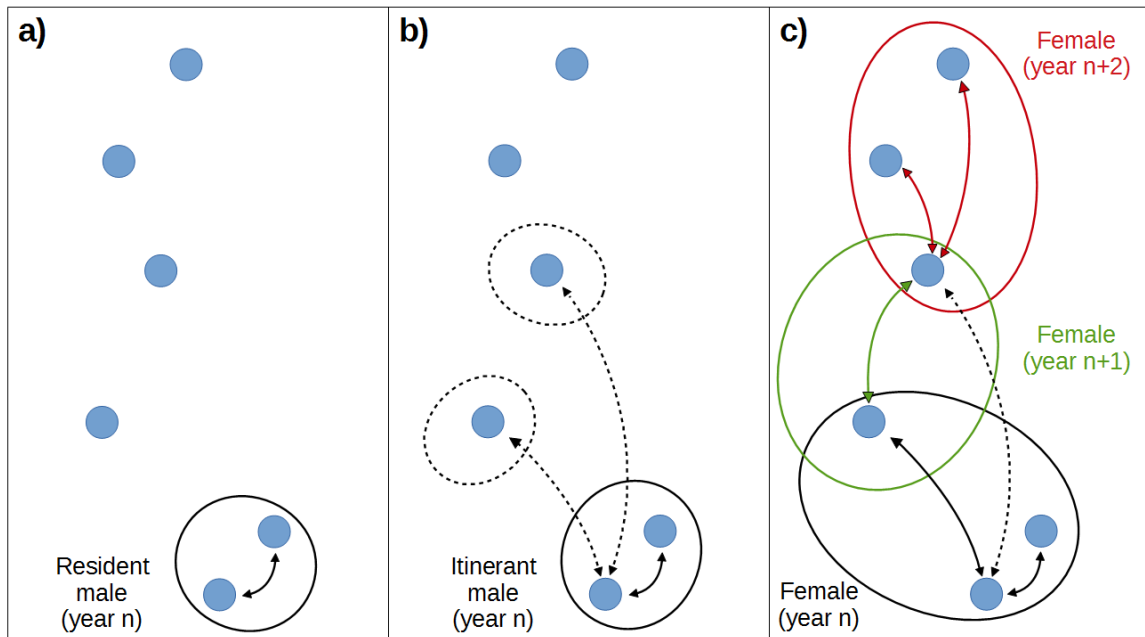 a)
Resident
male
(year n)
b)
Itinerant
male
(year n)
c)
Female
(year n+2)
Female
(year n+1)
Female
(year n)